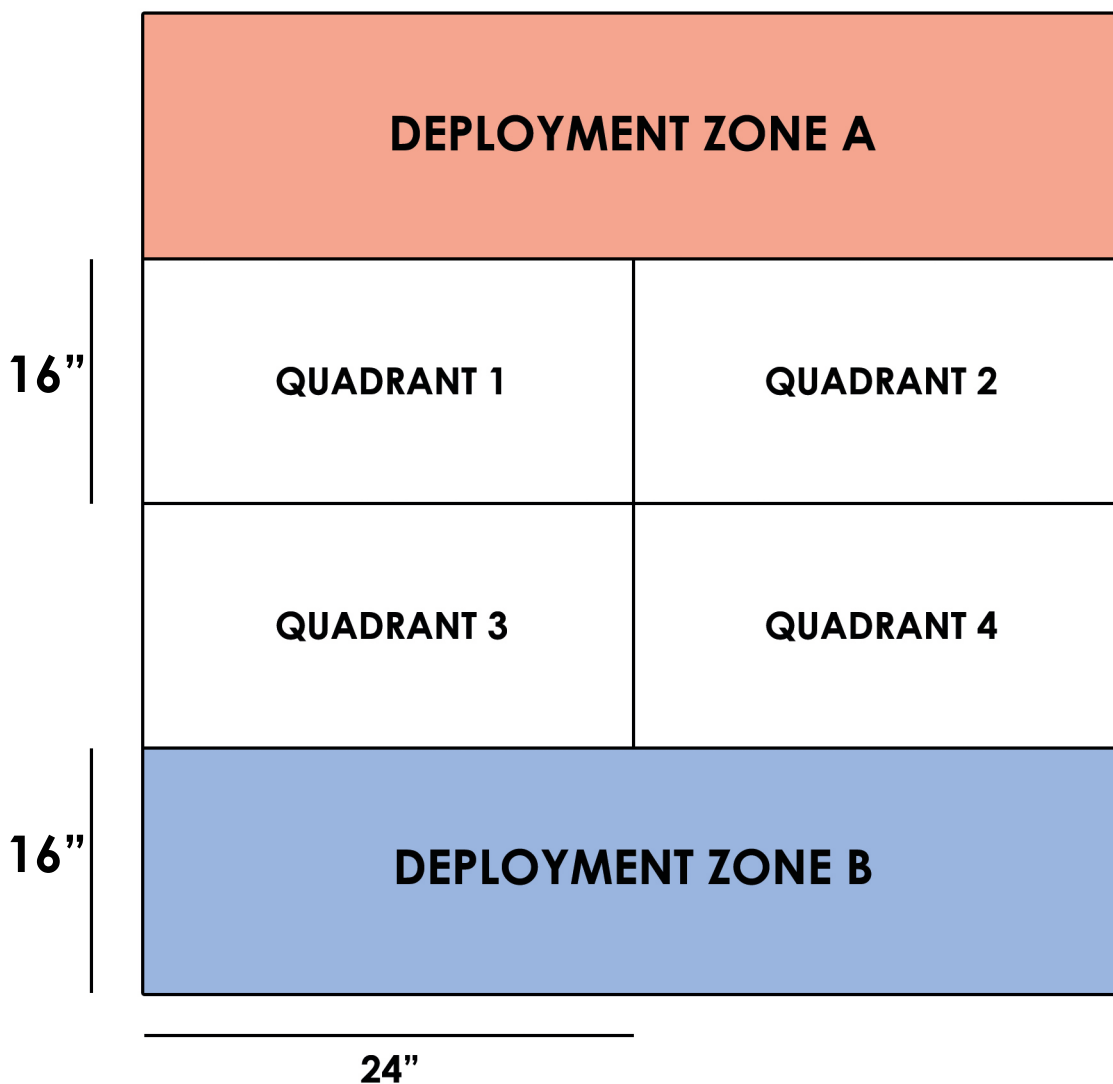 DEPLOYMENT ZONE A
16”
QUADRANT 1
QUADRANT 2
QUADRANT 3
QUADRANT 4
16”
DEPLOYMENT ZONE B
24”